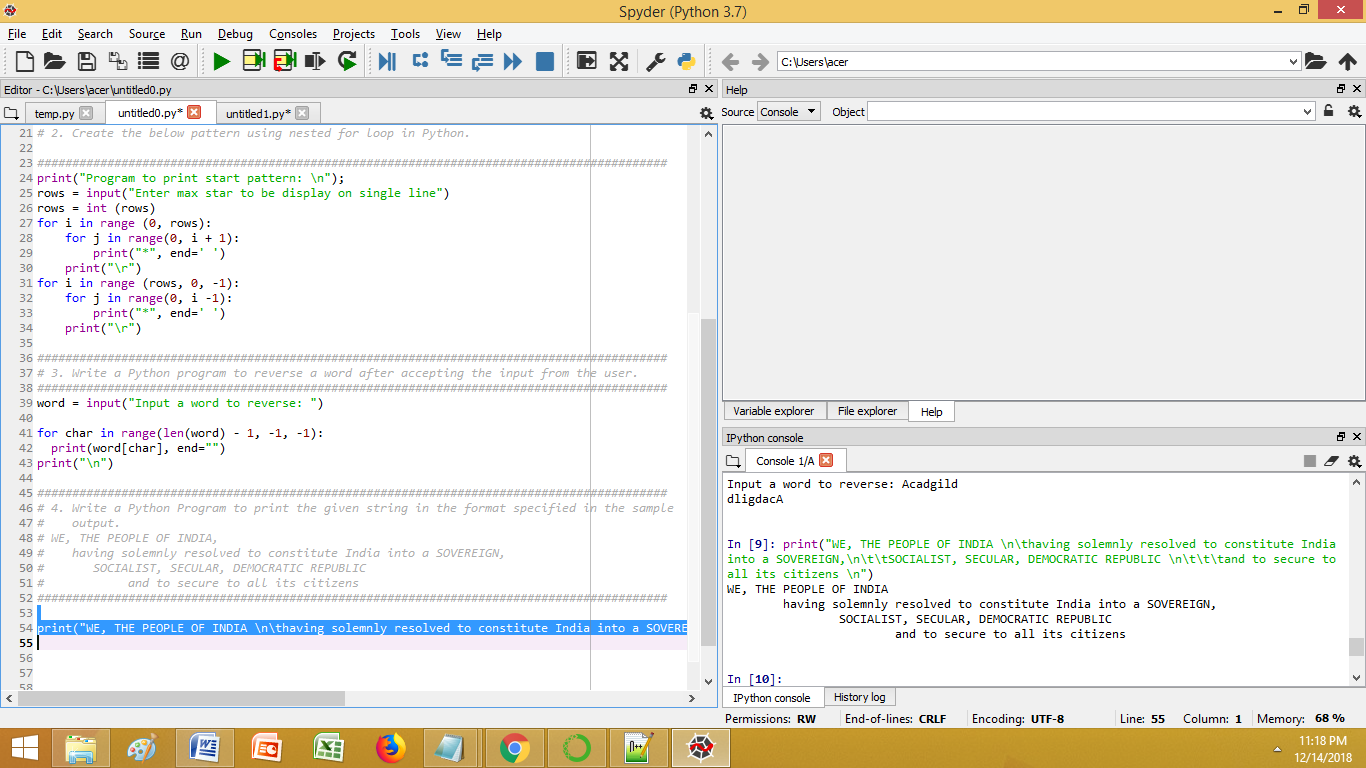 Spyder (Python 3.7)
File Edit Search Source Run Debug Consoles Projects Tools View Help
C:\Users\acer
Editor - C:\Users\acer\untitled0.py
temp.py untitled0.py* untitled1.py*
21 # 2. Create the below pattern using nested for loop in Python.
22
23 ##########################################################################################
24 print("Program to print start pattern: \n");
25 rows = input("Enter max star to be display on single line")
26 rows = int (rows)
27 for i in range (0, rows):
28     for j in range(0, i + 1):
29         print("*", end=' ')
30     print("\r")
31 for i in range (rows, 0, -1):
32     for j in range(0, i -1):
33         print("*", end=' ')
34     print("\r")
35
36 ##########################################################################################
37 # 3. Write a Python program to reverse a word after accepting the input from the user.
38 ##########################################################################################
39 word = input("Input a word to reverse: ")
40
41 for char in range(len(word) - 1, -1, -1):
42   print(word[char], end="")
43 print("\n")
44
45 ##########################################################################################
46 # 4. Write a Python Program to print the given string in the format specified in the sample
47 #    output.
48 # WE, THE PEOPLE OF INDIA,
49 #    having solemnly resolved to constitute India into a SOVEREIGN,
50 #       SOCIALIST, SECULAR, DEMOCRATIC REPUBLIC
51 #            and to secure to all its citizens
52 ##########################################################################################
53
54 print("WE, THE PEOPLE OF INDIA \n\thaving solemnly resolved to constitute India into a SOVERE
55
56
57
58
Help
Source Console Object
Variable explorer File explorer Help
IPython console
Console 1/A
Input a word to reverse: Acadgild
dligdacA
In [9]: print("WE, THE PEOPLE OF INDIA \n\thaving solemnly resolved to constitute India
into a SOVEREIGN,\n\t\tSOCIALIST, SECULAR, DEMOCRATIC REPUBLIC \n\t\t\tand to secure to
all its citizens \n")
WE, THE PEOPLE OF INDIA
        having solemnly resolved to constitute India into a SOVEREIGN,
                SOCIALIST, SECULAR, DEMOCRATIC REPUBLIC
                        and to secure to all its citizens
In [10]:
IPython console History log
Permissions: RW End-of-lines: CRLF Encoding: UTF-8 Line: 55 Column: 1 Memory: 68 %
11:18 PM
12/14/2018